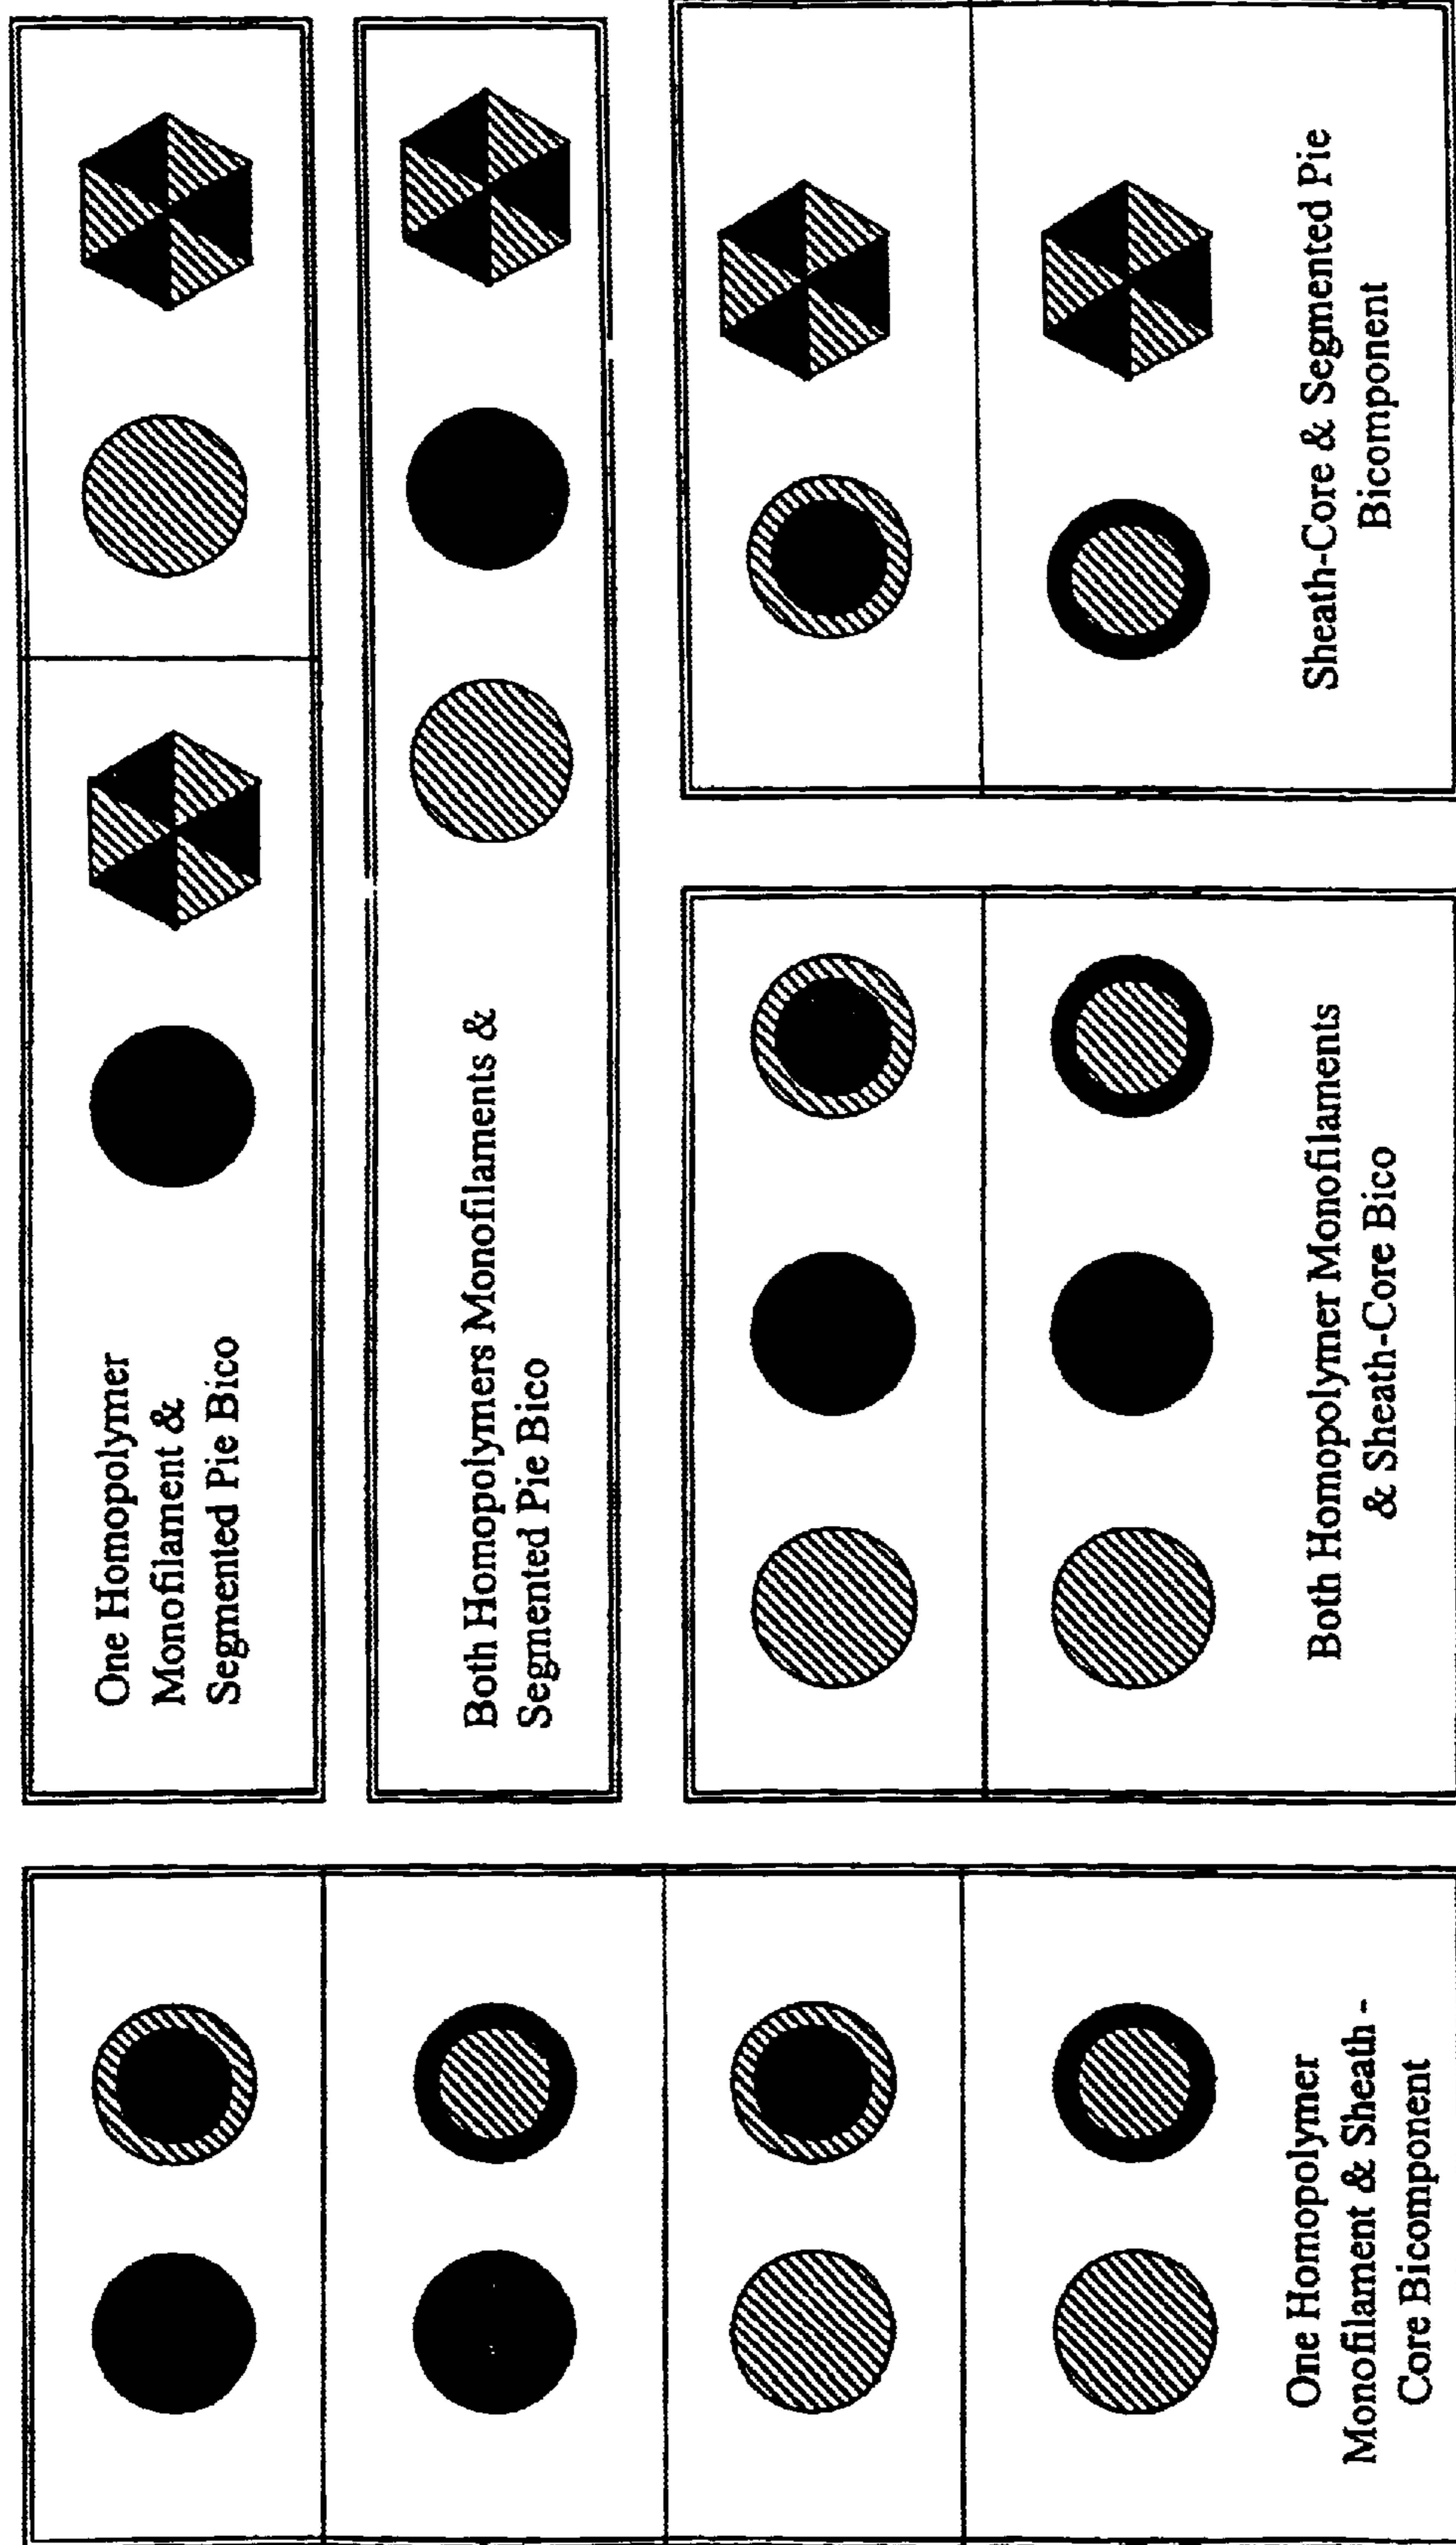 One Homopolymer
Monofilament & Sheath -
Core Bicomponent
One Homopolymer
Monofilament &
Segmented Pie Bico
Both Homopolymers Monofilaments &
Segmented Pie Bico
Both Homopolymer Monofilaments
& Sheath-Core Bico
Sheath-Core & Segmented Pie
Bicomponent